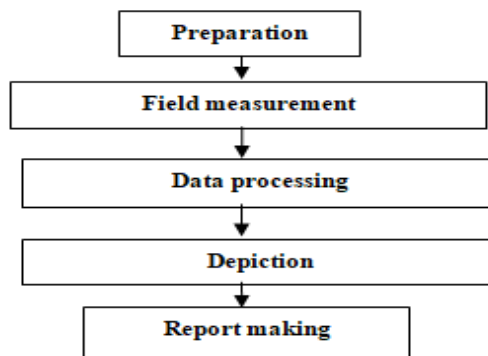 Preparation
Field measurement
Data processing
Depiction
Report making